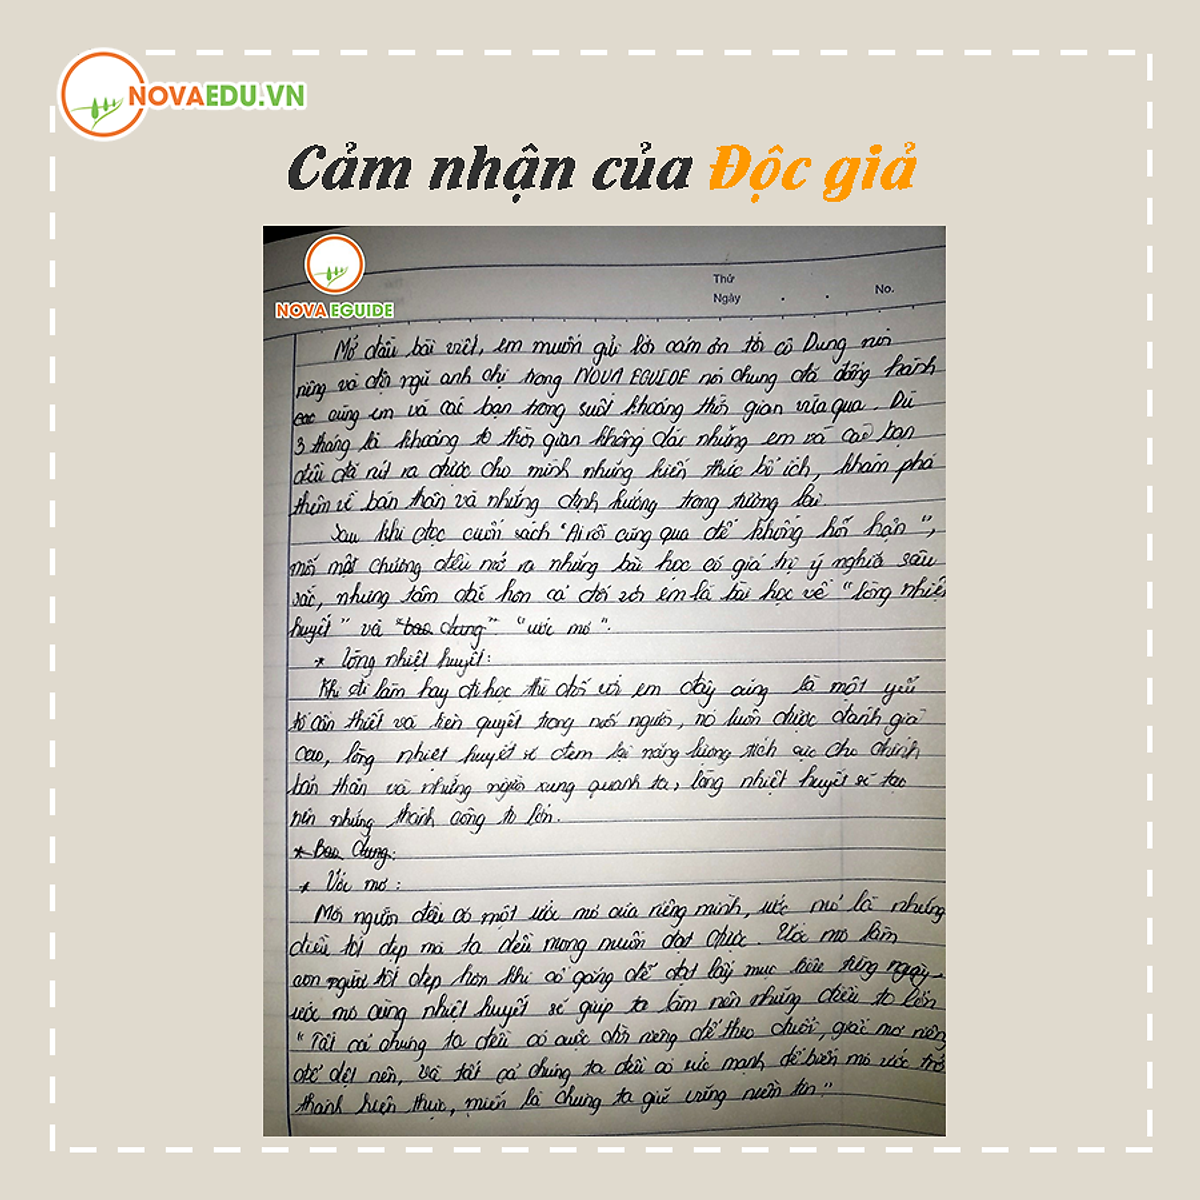 NOVAEDU.VN
Cảm nhận của Độc giả
NOVA EGUIDE
Thứ
Ngày . . No.
Mở đầu bài viết, em muốn gửi lời cám ơn tới cô Dung nói
riêng và đội ngũ anh chị trong NOVA EGUIDE nói chung đã đồng hành
cac cùng em và các bạn trong suốt khoảng thời gian vừa qua. Dù
3 tháng là khoảng to thời gian không dài nhưng em và các bạn
đều đã rút ra được cho mình những kiến thức bổ ích, khám phá
thêm về bản thân và những định hướng trong tương lai
Sau khi đọc cuốn sách "Ai rồi cũng qua để không hối hận",
mỗi một chương đều mở ra những bài học có giá trị ý nghĩa sâu
sắc, nhưng tâm đắc hơn cả đối với em là bài học về "lòng nhiệt
huyết" và "bao dung". "ước mơ".
* Lòng nhiệt huyết:
Khi đi làm hay đi học thì đối với em đây cũng là một yếu
tố cần thiết và tiên quyết trong mỗi người, nó luôn được đánh giá
cao, lòng nhiệt huyết sẽ đem lại năng lượng tích cực cho chính
bản thân và những người xung quanh ta, lòng nhiệt huyết sẽ tạo
nên những thành công to lớn.
* Bao Dung:
* Ước mơ :
Mỗi người đều có một ước mơ của riêng mình, ước mơ là những
điều tốt đẹp mà ta đều mong muốn đạt được. Ước mơ làm
con người tốt đẹp hơn khi cố gắng để đạt lấy mục tiêu từng ngày,
ước mơ cùng nhiệt huyết sẽ giúp ta làm nên những điều to lớn
"Tất cả chúng ta đều có cuộc đời riêng để theo đuổi, giấc mơ riêng
để dệt nên, và tất cả chúng ta đều có sức mạnh để biến mơ ước trở
thành hiện thực, miễn là chúng ta giữ vững niềm tin"